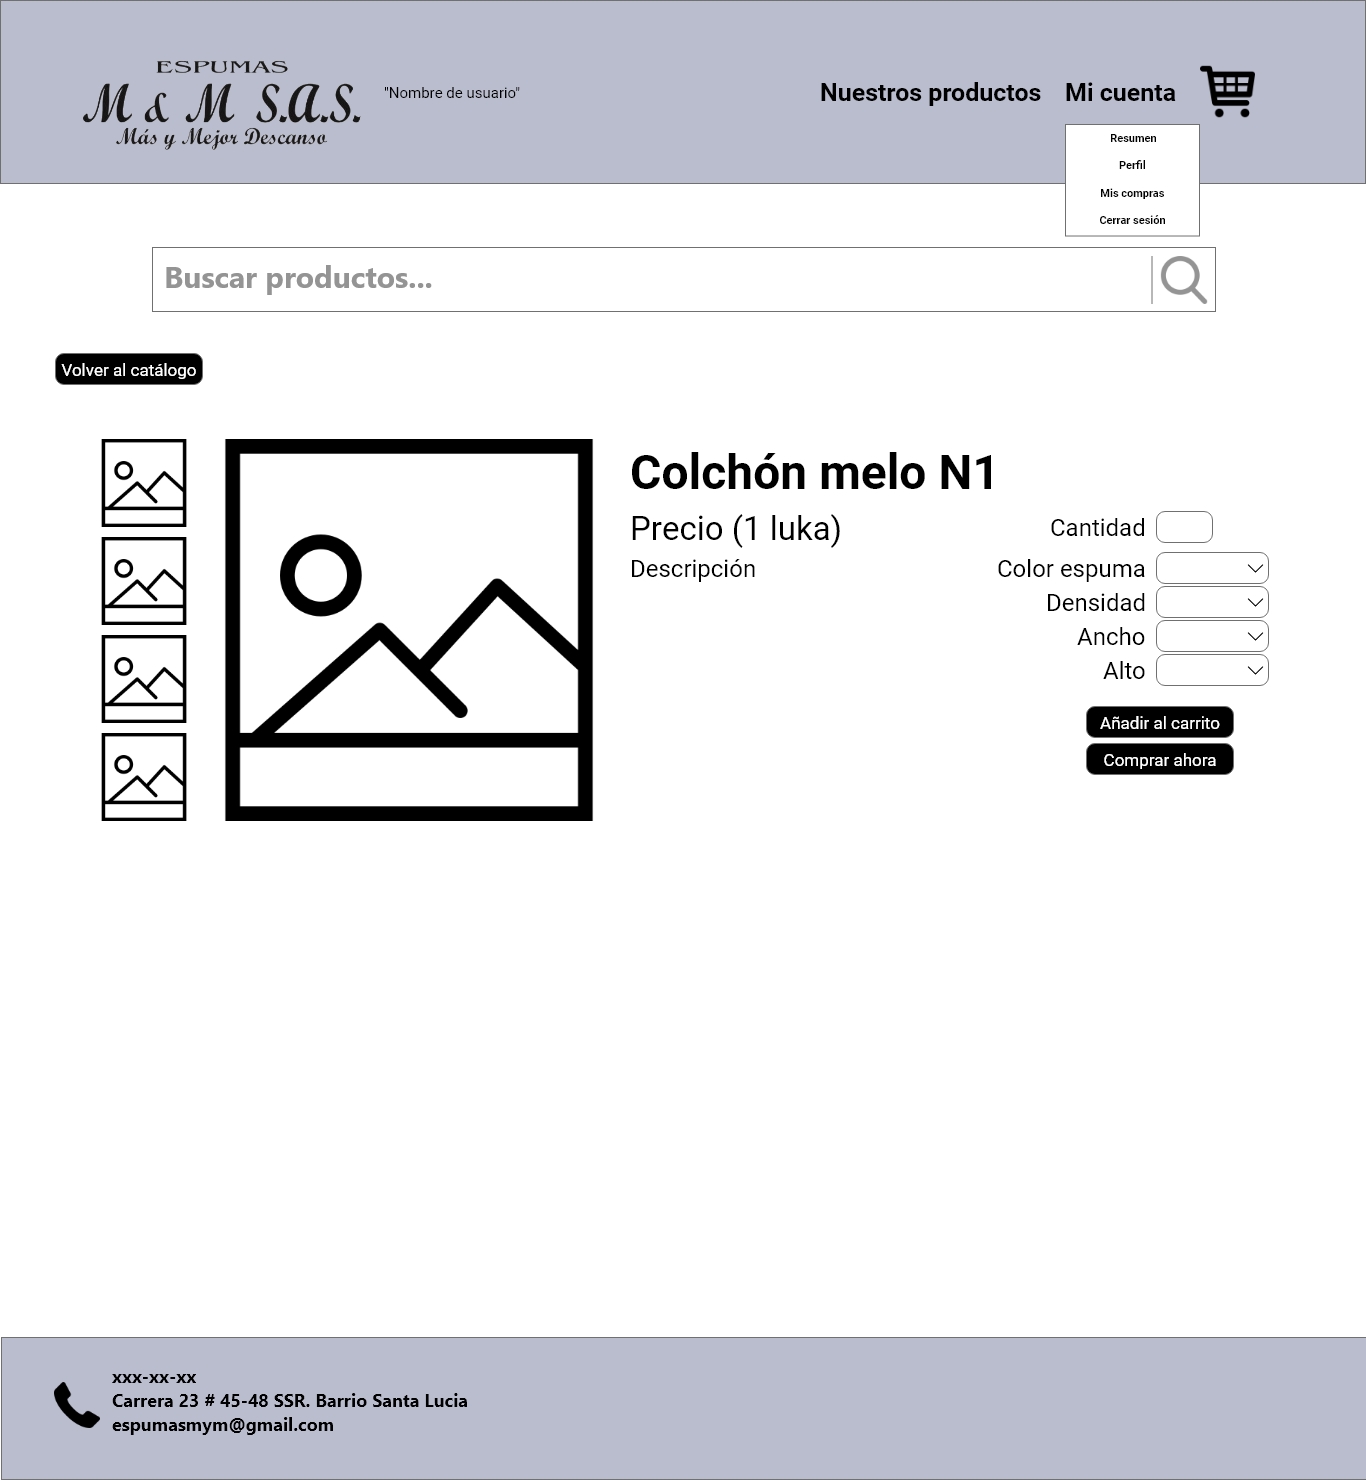 ESPUMAS
M & M S.A.S.
Más y Mejor Descanso
"Nombre de usuario"
Nuestros productos
Mi cuenta
Resumen
Perfil
Mis compras
Cerrar sesión
Buscar productos...
Volver al catálogo
Colchón melo N1
Precio (1 luka)
Descripción
Cantidad
Color espuma
Densidad
Ancho
Alto
Añadir al carrito
Comprar ahora
xxx-xx-xx
Carrera 23 # 45-48 SSR. Barrio Santa Lucia
espumasmym@gmail.com